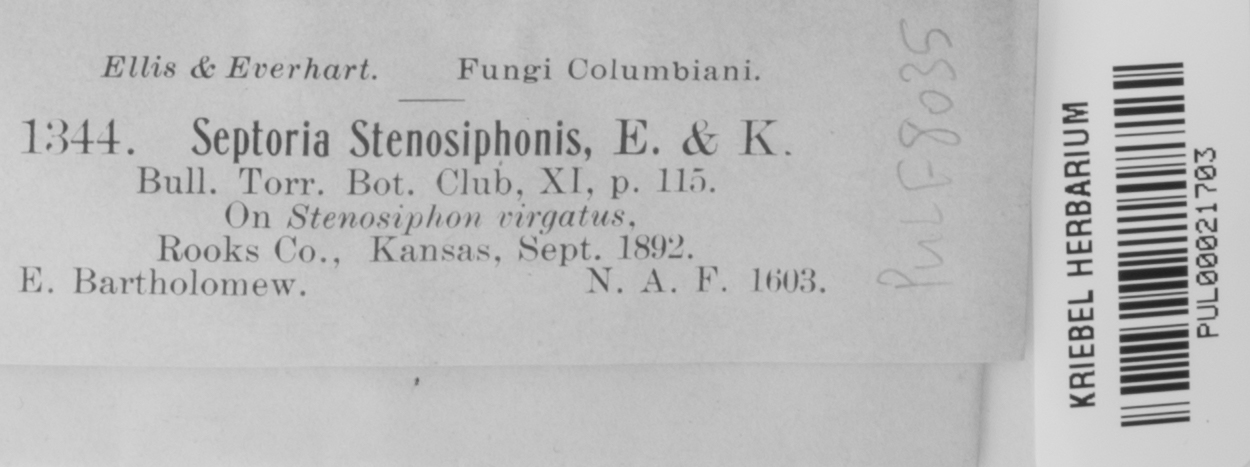 Ellis & Everhart. Fungi Columbiani.
1344. Septoria Stenosiphonis, E. & K.
Bull. Torr. Bot. Club, XI, p. 115.
On Stenosiphon virgatus,
Rooks Co., Kansas, Sept. 1892.
E. Bartholomew. N. A. F. 1603.
PuL F8035
KRIEBEL HERBARIUM
PUL00021703